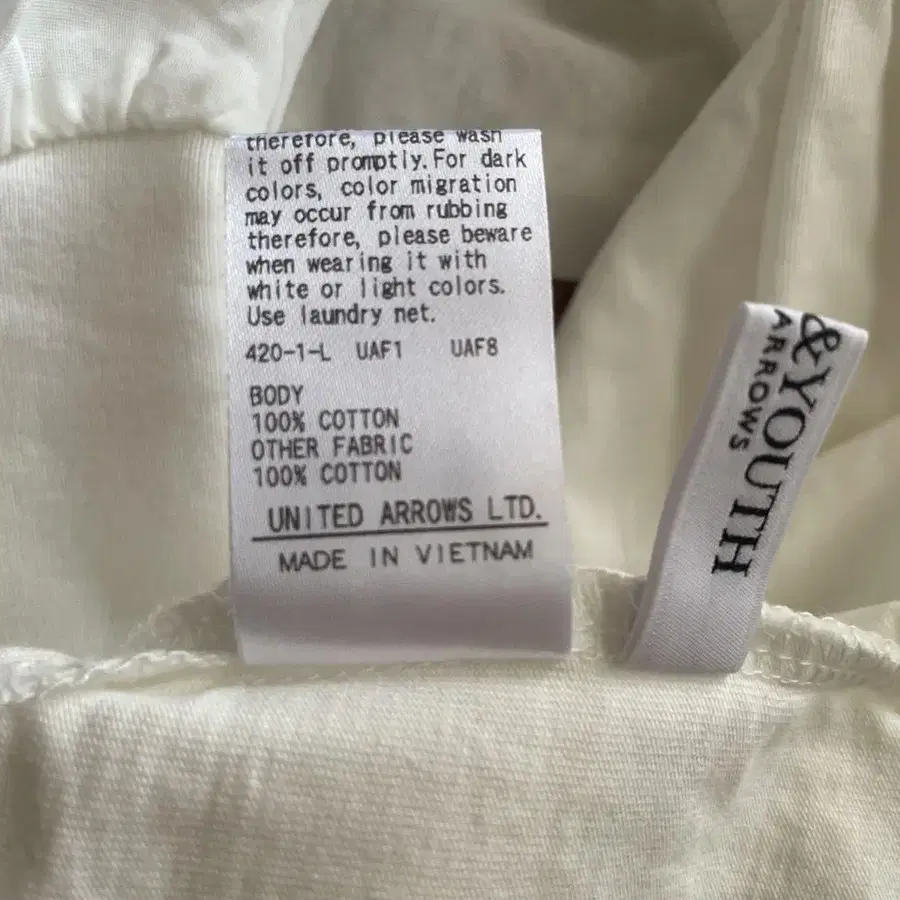 therefore, please wash
it off promptly.For dark
colors, color migration
may occur from rubbing
therefore, please beware
when wearing it with
white or light colors.
Use laundry net.
420-1-L UAF1 UAF8
BODY
100% COTTON
OTHER FABRIC
100% COTTON
UNITED ARROWS LTD.
MADE IN VIETNAM
&YOUTH
ARROWS